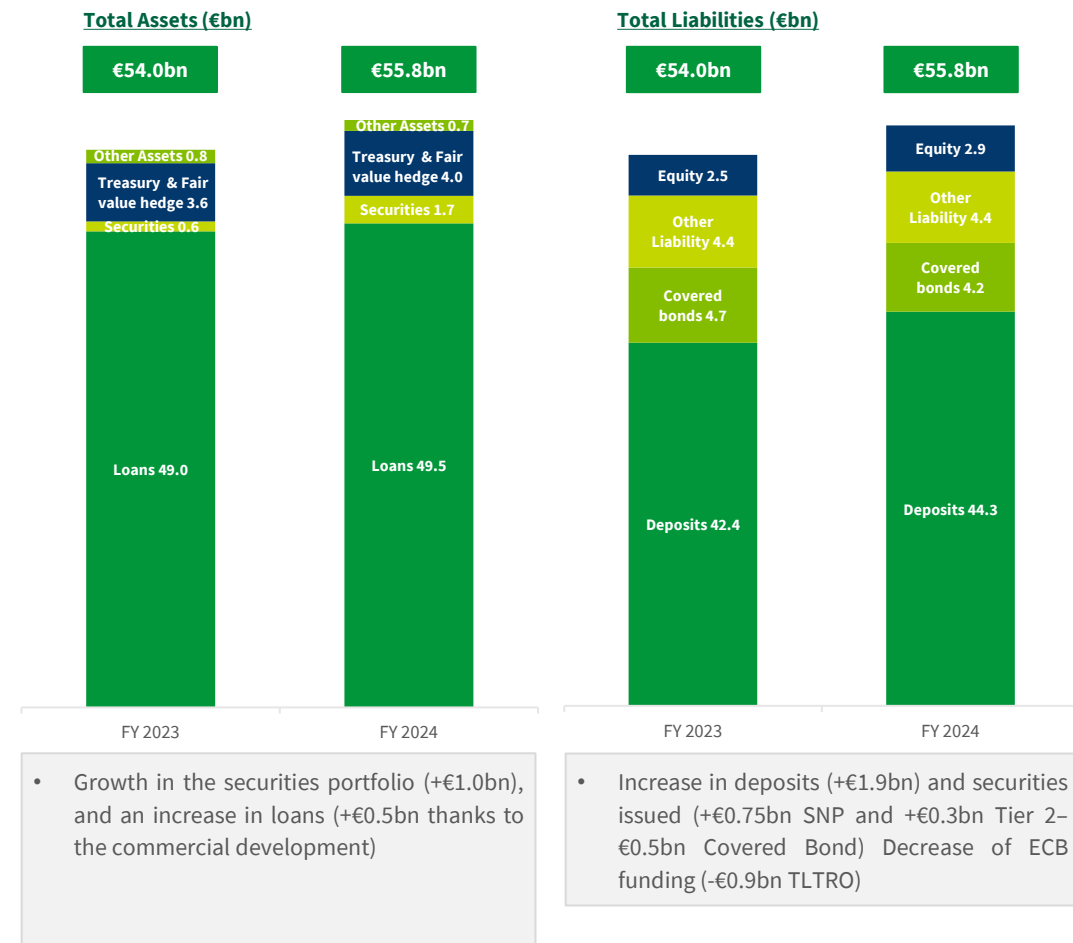 Total Assets (€bn)
€54.0bn
€55.8bn
Other Assets 0.8
Treasury & Fair
value hedge 3.6
Securities 0.6
Loans 49.0
Other Assets 0.7
Treasury & Fair
value hedge 4.0
Securities 1.7
Loans 49.5
FY 2023
FY 2024
• Growth in the securities portfolio (+€1.0bn),
and an increase in loans (+€0.5bn thanks to
the commercial development)
Total Liabilities (€bn)
€54.0bn
€55.8bn
Equity 2.5
Other
Liability 4.4
Covered
bonds 4.7
Deposits 42.4
Equity 2.9
Other
Liability 4.4
Covered
bonds 4.2
Deposits 44.3
FY 2023
FY 2024
• Increase in deposits (+€1.9bn) and securities
issued (+€0.75bn SNP and +€0.3bn Tier 2–
€0.5bn Covered Bond) Decrease of ECB
funding (-€0.9bn TLTRO)